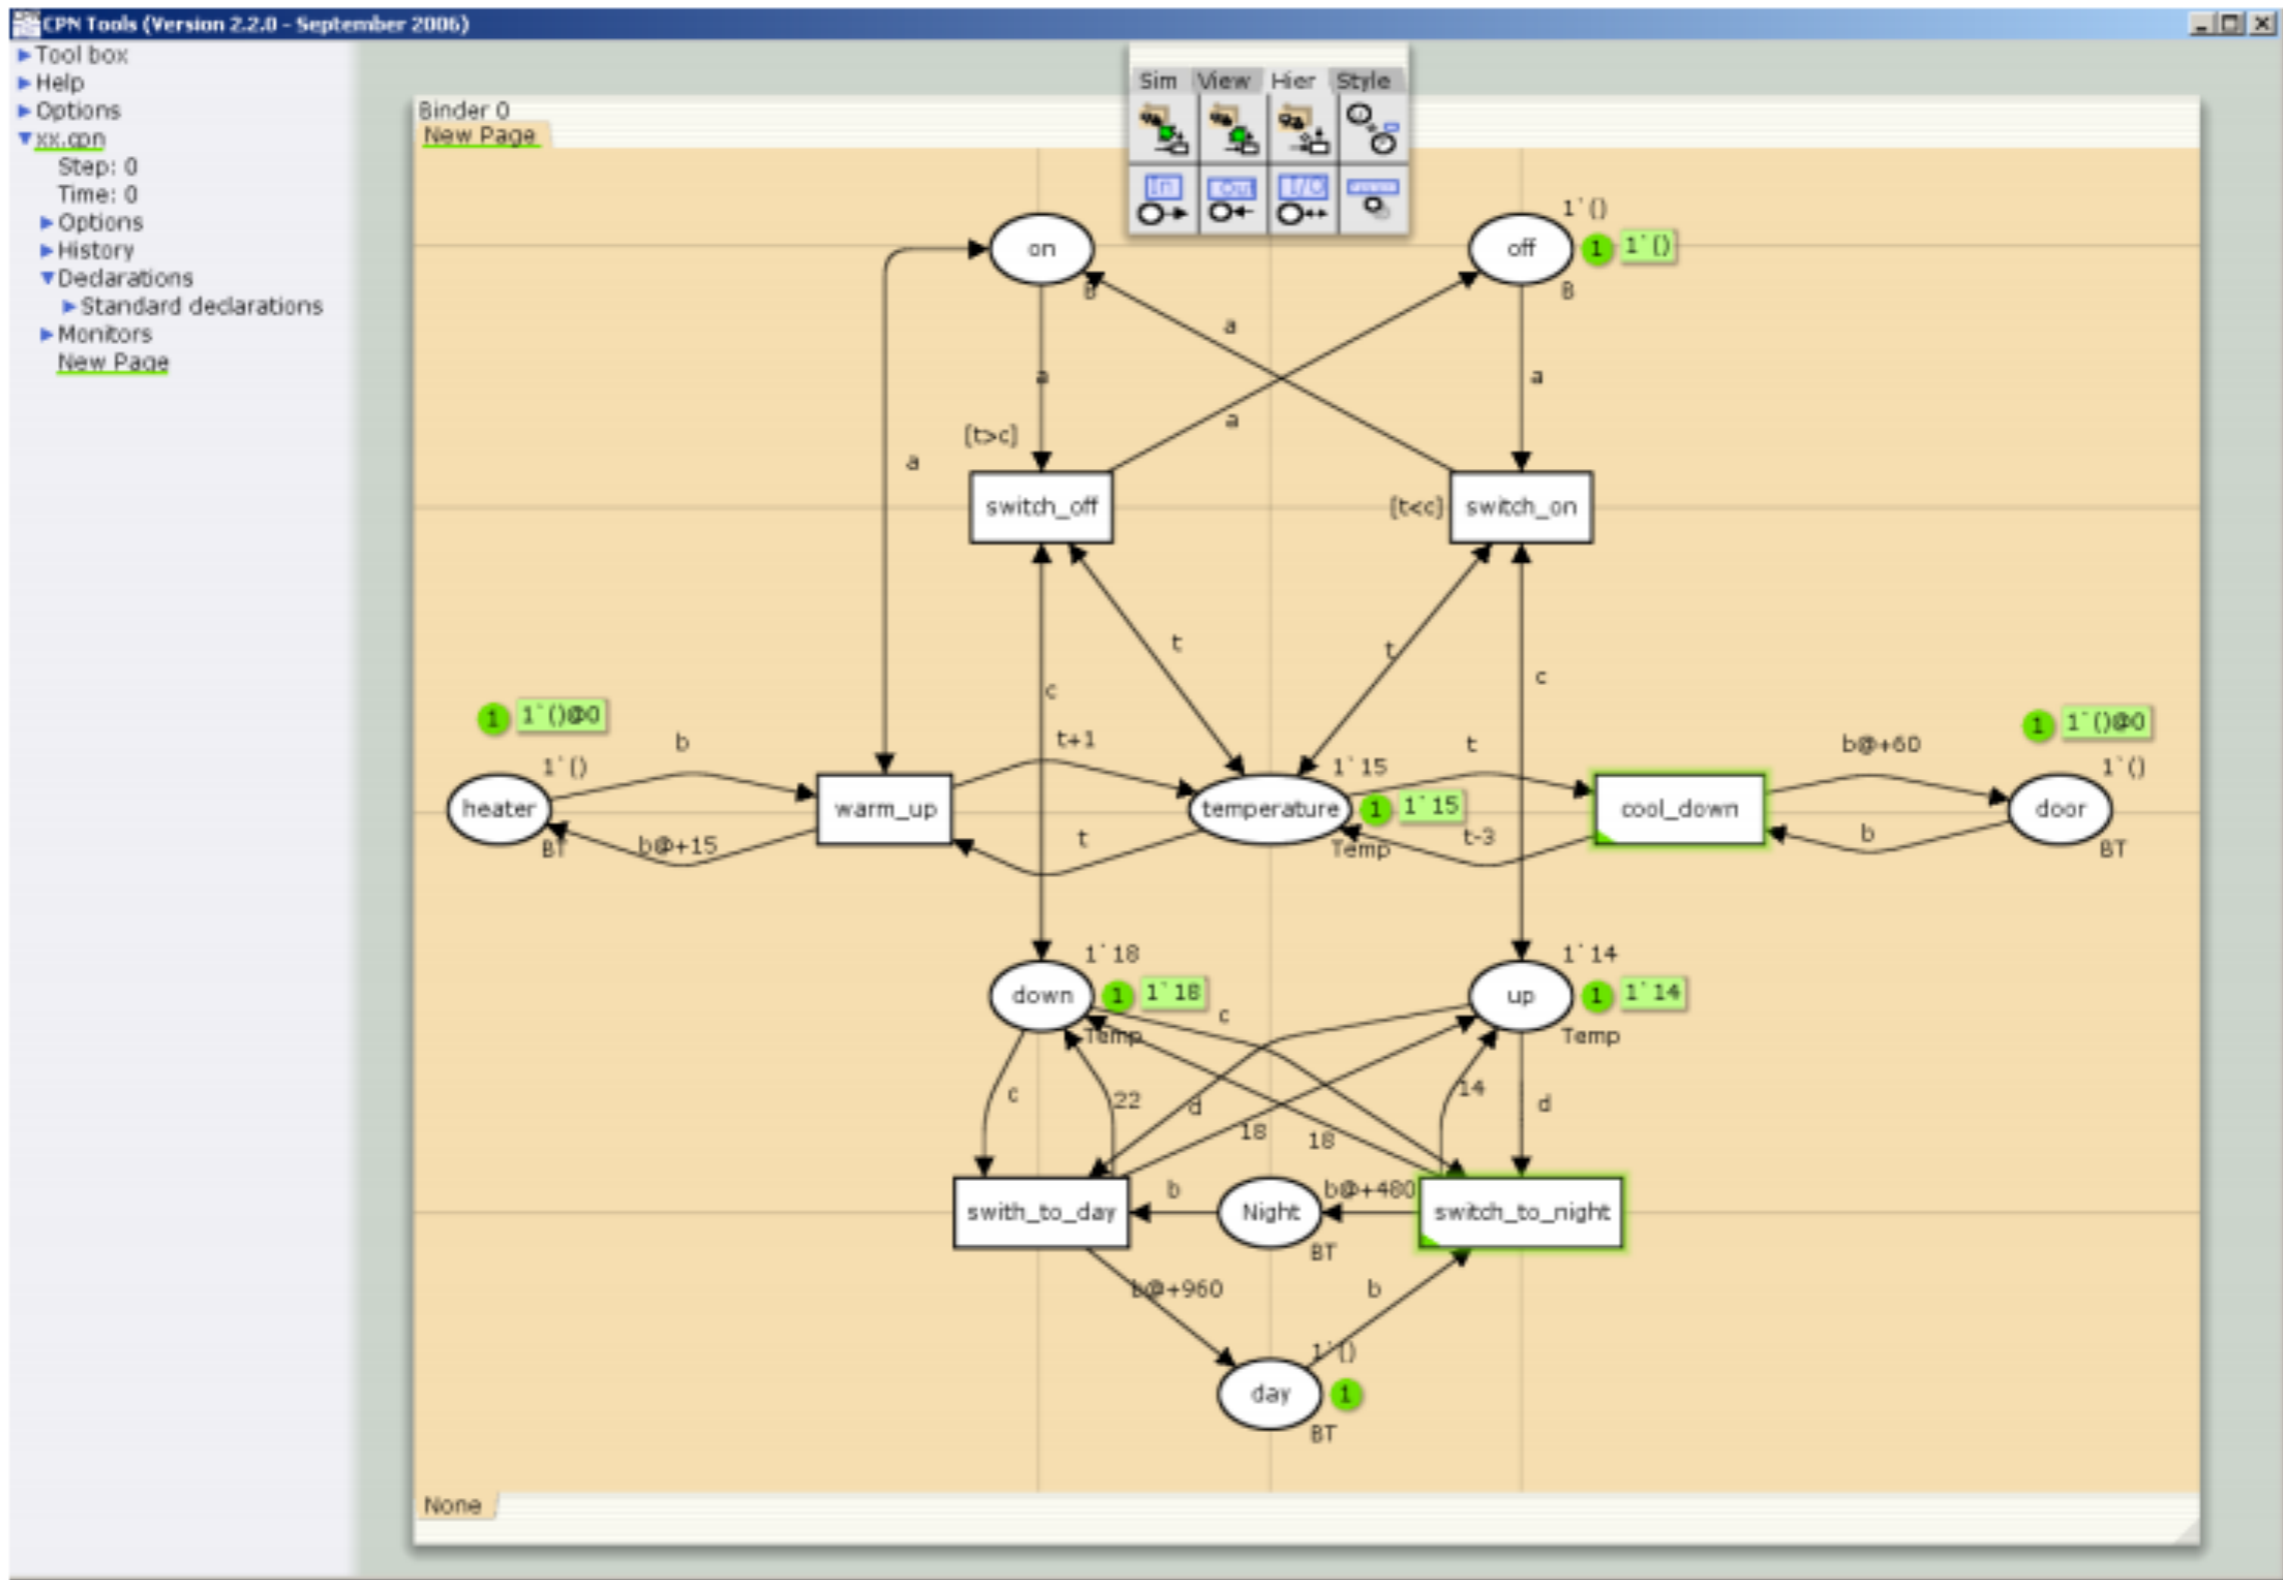 CPN Tools (Version 2.2.0 - September 2006)
Tool box
Help
Options
xx.cpn
Step: 0
Time: 0
Options
History
Declarations
Standard declarations
Monitors
New Page
Sim View Hier Style
In Out I/O
Binder 0
New Page
on
B
off
1`()
1 1`()
B
a
a
a
a
a
[t>c]
switch_off
[t<c]
switch_on
t
t
c
c
1 1`()@0
1`()
heater
BT
b
b@+15
warm_up
t+1
t
temperature
1`15
1 1`15
Temp
t
t-3
cool_down
b@+60
b
1 1`()@0
1`()
door
BT
1`18
down
1 1`18
Temp
1`14
up
1 1`14
Temp
c
c
22
d
18
18
14
d
swith_to_day
b
Night
BT
b@+480
switch_to_night
b@+960
b
1`()
day
1
BT
None